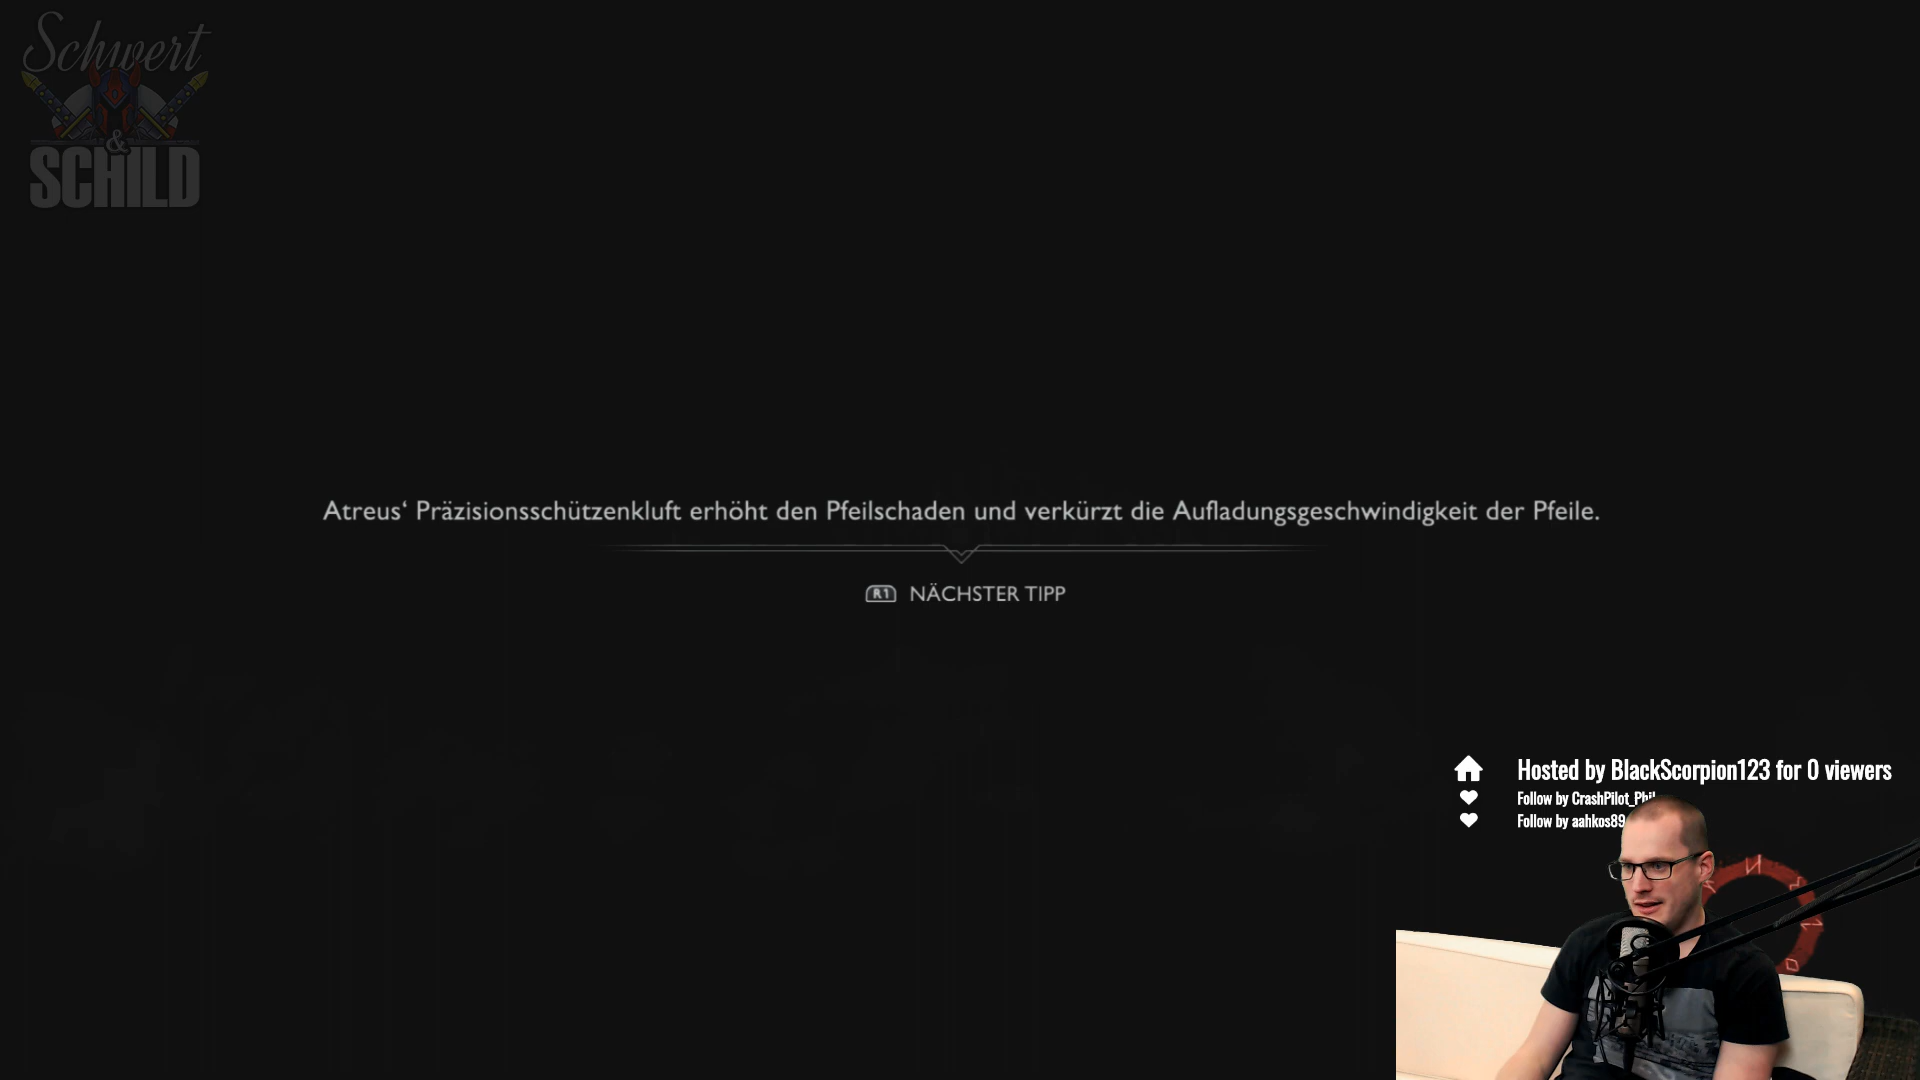 Schwert
&
SCHILD
Atreus‘ Präzisionsschützenkluft erhöht den Pfeilschaden und verkürzt die Aufladungsgeschwindigkeit der Pfeile.
R1 NÄCHSTER TIPP
Hosted by BlackScorpion123 for 0 viewers
Follow by CrashPilot_Phil
Follow by aahkos89